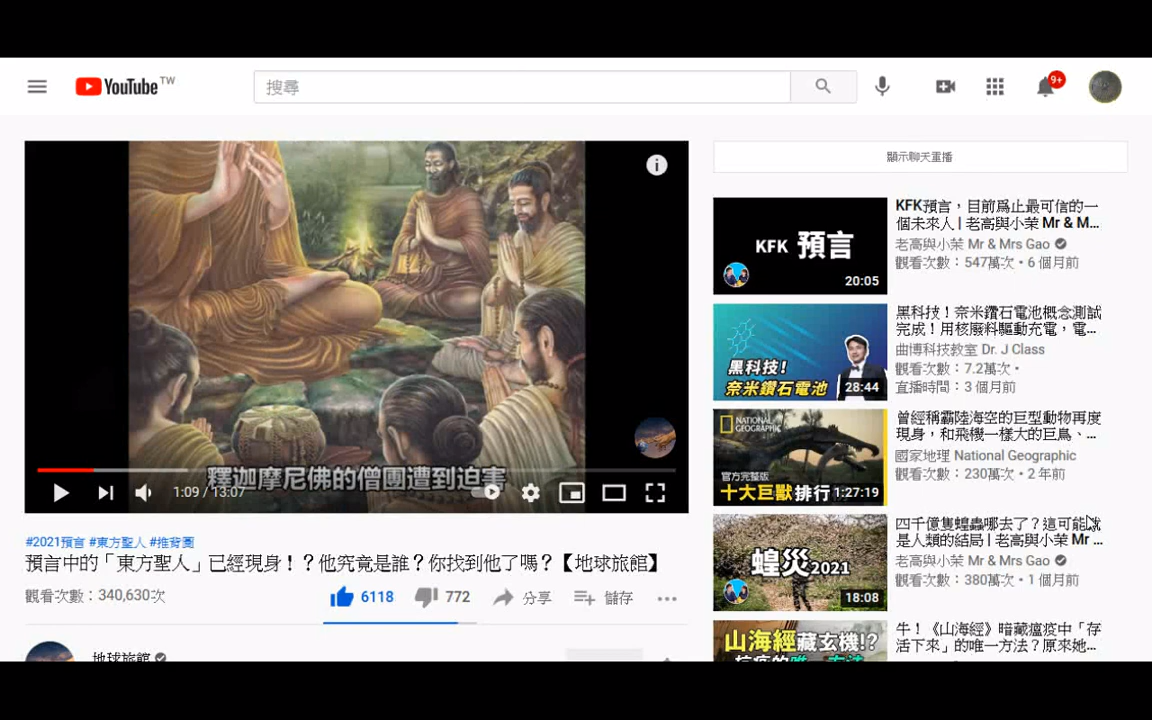 YouTube TW
搜尋
9+
釋迦摩尼佛的僧團遭到迫害
1:09 / 13:07
#2021預言 #東方聖人 #推背圖
預言中的「東方聖人」已經現身！？他究竟是誰？你找到他了嗎？【地球旅館】
觀看次數：340,630次
6118
772
分享
儲存
地球旅館
顯示聊天重播
KFK 預言
20:05
KFK預言，目前爲止最可信的一
個未來人 | 老高與小茉 Mr & M...
老高與小茉 Mr & Mrs Gao
觀看次數：547萬次・6 個月前
黑科技!
奈米鑽石電池
28:44
黑科技！奈米鑽石電池概念測試
完成！用核廢料驅動充電，電...
曲博科技教室 Dr. J Class
觀看次數：7.2萬次・
直播時間：3 個月前
NATIONAL GEOGRAPHIC
官方完整版
十大巨獸排行
1:27:19
曾經稱霸陸海空的巨型動物再度
現身，和飛機一樣大的巨鳥、...
國家地理 National Geographic
觀看次數：230萬次・2 年前
蝗災2021
18:08
四千億隻蝗蟲哪去了？這可能就
是人類的結局 | 老高與小茉 Mr ...
老高與小茉 Mr & Mrs Gao
觀看次數：380萬次・1 個月前
山海經藏玄機!?
牛！《山海經》暗藏瘟疫中「存
活下來」的唯一方法？原來她...